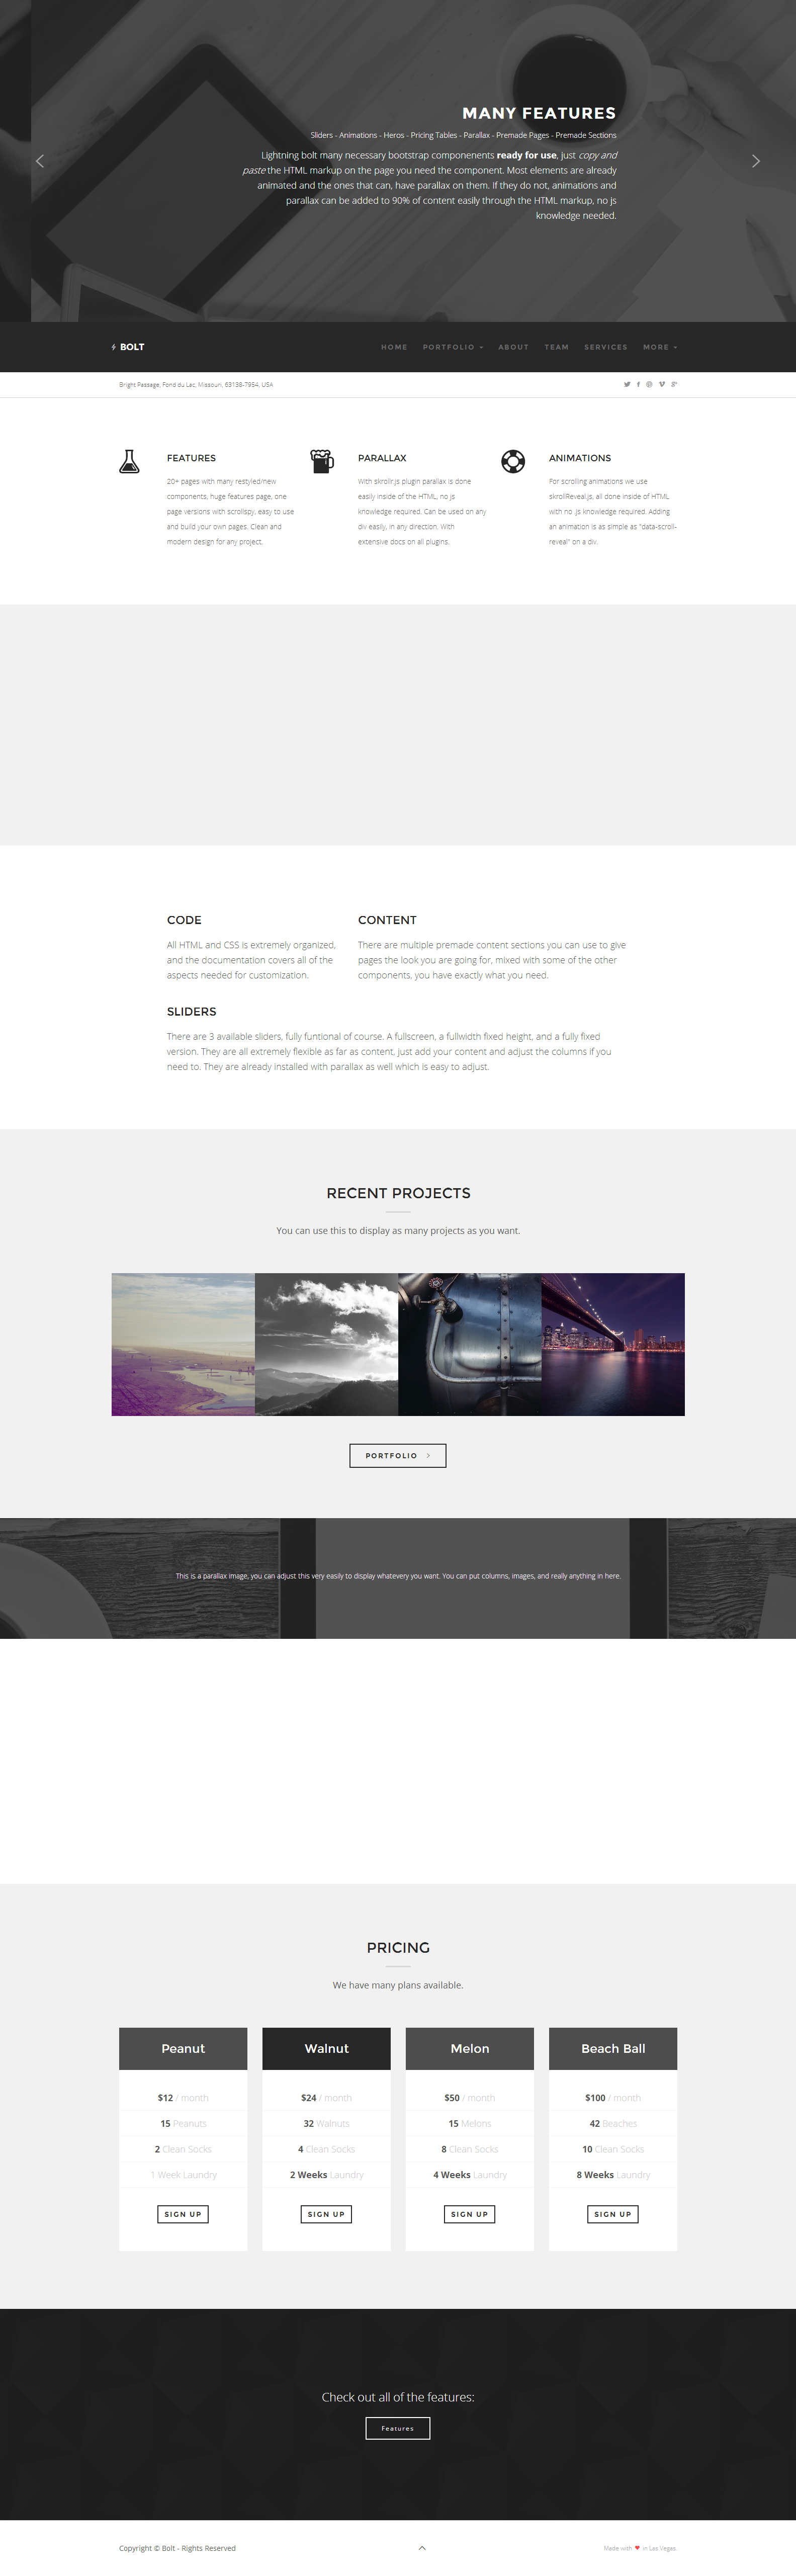 MANY FEATURES
Sliders - Animations - Heros - Pricing Tables - Parallax - Premade Pages - Premade Sections
Lightning bolt many necessary bootstrap componenents ready for use, just copy and
paste the HTML markup on the page you need the component. Most elements are already
animated and the ones that can, have parallax on them. If they do not, animations and
parallax can be added to 90% of content easily through the HTML markup, no js
knowledge needed.
BOLT
HOME PORTFOLIO ABOUT TEAM SERVICES MORE
Bright Passage, Fond du Lac, Missouri, 63138-7954, USA
FEATURES
20+ pages with many restyled/new
components, huge features page, one
page versions with scrollspy, easy to use
and build your own pages. Clean and
modern design for any project.
PARALLAX
With skrollr.js plugin parallax is done
easily inside of the HTML, no js
knowledge required. Can be used on any
div easily, in any direction. With
extensive docs on all plugins.
ANIMATIONS
For scrolling animations we use
skrollReveal.js, all done inside of HTML
with no .js knowledge required. Adding
an animation is as simple as "data-scroll-
reveal" on a div.
CODE
All HTML and CSS is extremely organized,
and the documentation covers all of the
aspects needed for customization.
CONTENT
There are multiple premade content sections you can use to give
pages the look you are going for, mixed with some of the other
components, you have exactly what you need.
SLIDERS
There are 3 available sliders, fully funtional of course. A fullscreen, a fullwidth fixed height, and a fully fixed
version. They are all extremely flexible as far as content, just add your content and adjust the columns if you
need to. They are already installed with parallax as well which is easy to adjust.
RECENT PROJECTS
You can use this to display as many projects as you want.
PORTFOLIO
This is a parallax image, you can adjust this very easily to display whatevery you want. You can put columns, images, and really anything in here.
PRICING
We have many plans available.
Peanut
$12 / month
15 Peanuts
2 Clean Socks
1 Week Laundry
SIGN UP
Walnut
$24 / month
32 Walnuts
4 Clean Socks
2 Weeks Laundry
SIGN UP
Melon
$50 / month
15 Melons
8 Clean Socks
4 Weeks Laundry
SIGN UP
Beach Ball
$100 / month
42 Beaches
10 Clean Socks
8 Weeks Laundry
SIGN UP
Check out all of the features:
Features
Copyright © Bolt - Rights Reserved
Made with ❤ in Las Vegas.